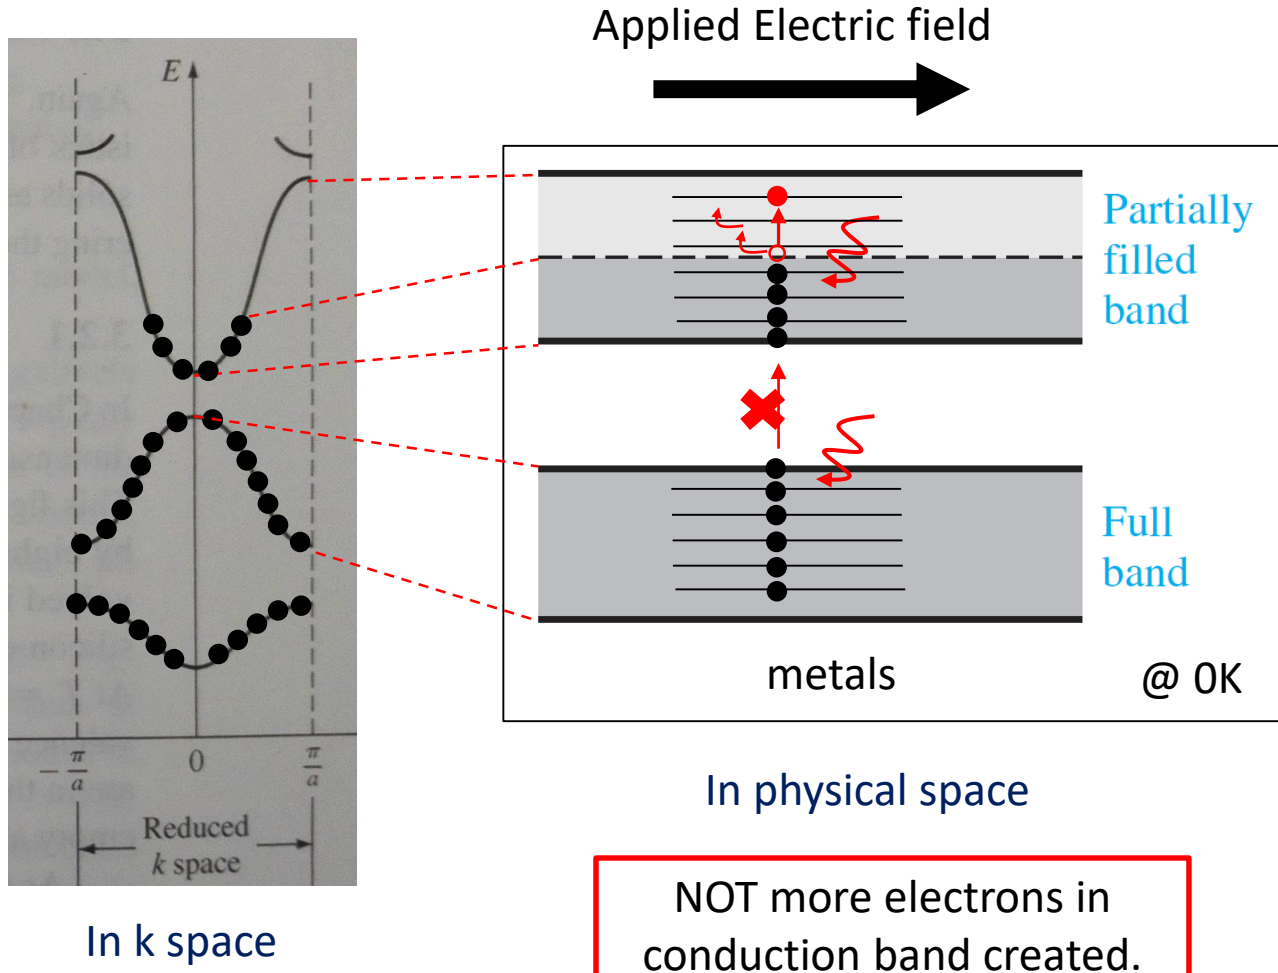 Applied Electric field
E
Partially
filled
band
Full
band
metals
@ 0K
− π/a
0
π/a
Reduced
k space
In physical space
In k space
NOT more electrons in
conduction band created.